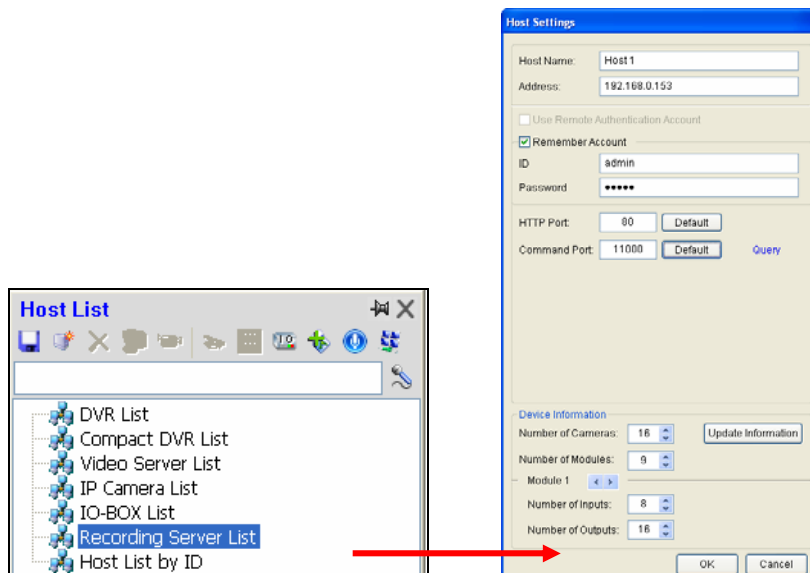 Host Settings
Host Name: Host 1
Address: 192.168.0.153
Use Remote Authentication Account
Remember Account
ID admin
Password •••••
HTTP Port: 80 Default
Command Port: 11000 Default Query
Device Information
Number of Cameras: 16 Update Information
Number of Modules: 9
Module 1
Number of Inputs: 8
Number of Outputs: 16
OK Cancel
Host List
DVR List
Compact DVR List
Video Server List
IP Camera List
IO-BOX List
Recording Server List
Host List by ID